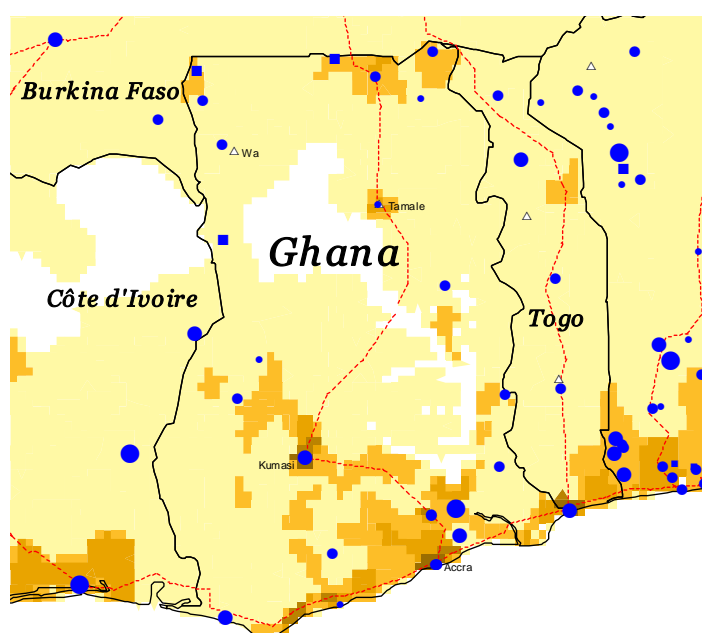 Burkina Faso
Wa
Tamale
Ghana
Côte d'Ivoire
Togo
Kumasi
Accra